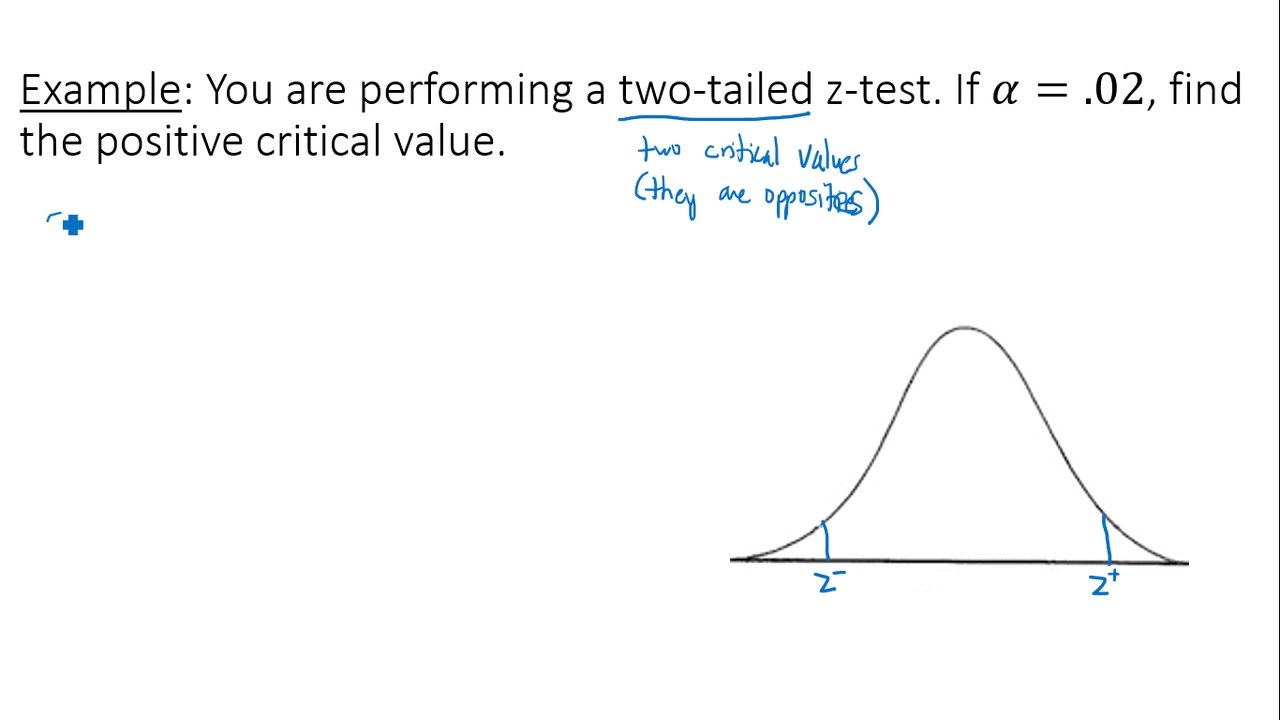 Example: You are performing a two-tailed z-test. If α = .02, find
the positive critical value.
two critical values
(they are opposites)
z⁻
z⁺